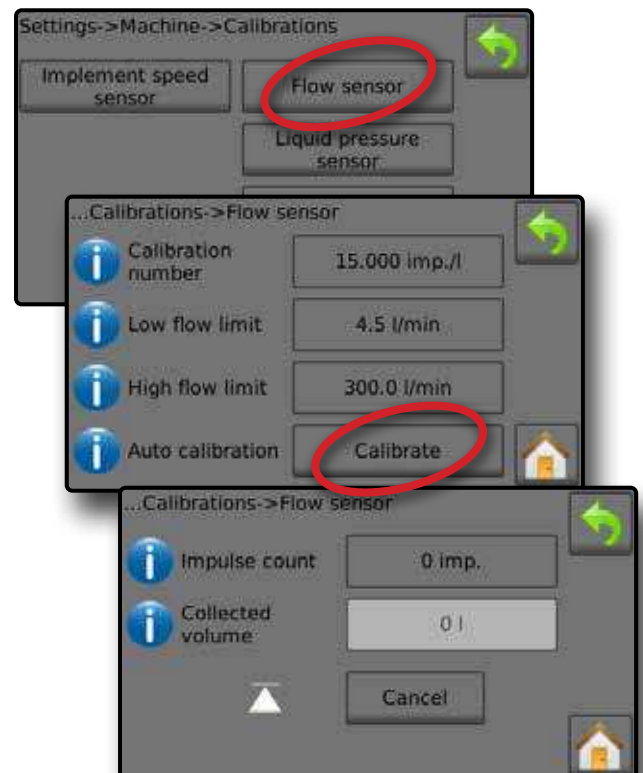 Settings->Machine->Calibrations
Implement speed
sensor
Flow sensor
Liquid pressure
sensor
...Calibrations->Flow sensor
Calibration
number
15.000 imp./l
Low flow limit
4.5 l/min
High flow limit
300.0 l/min
Auto calibration
Calibrate
...Calibrations->Flow sensor
Impulse count
0 imp.
Collected
volume
0 l
Cancel